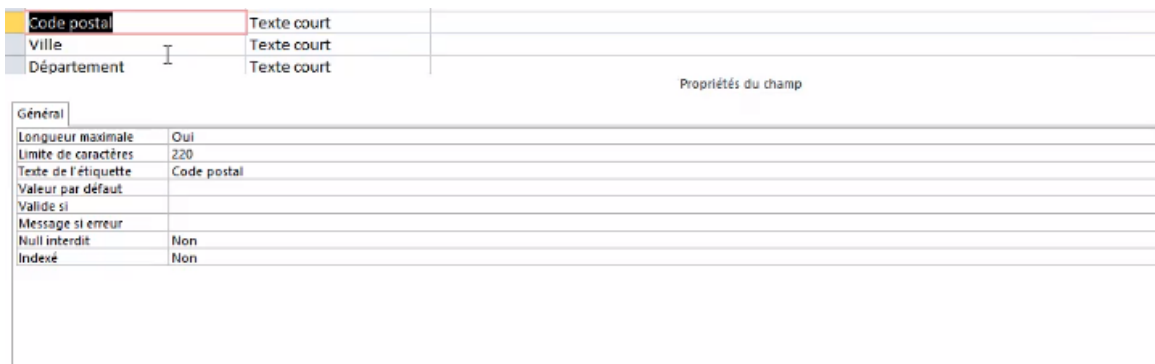 Code postal Texte court
Ville Texte court
Département Texte court
Propriétés du champ
Général
Longueur maximale Oui
Limite de caractères 220
Texte de l'étiquette Code postal
Valeur par défaut
Valide si
Message si erreur
Null interdit Non
Indexé Non